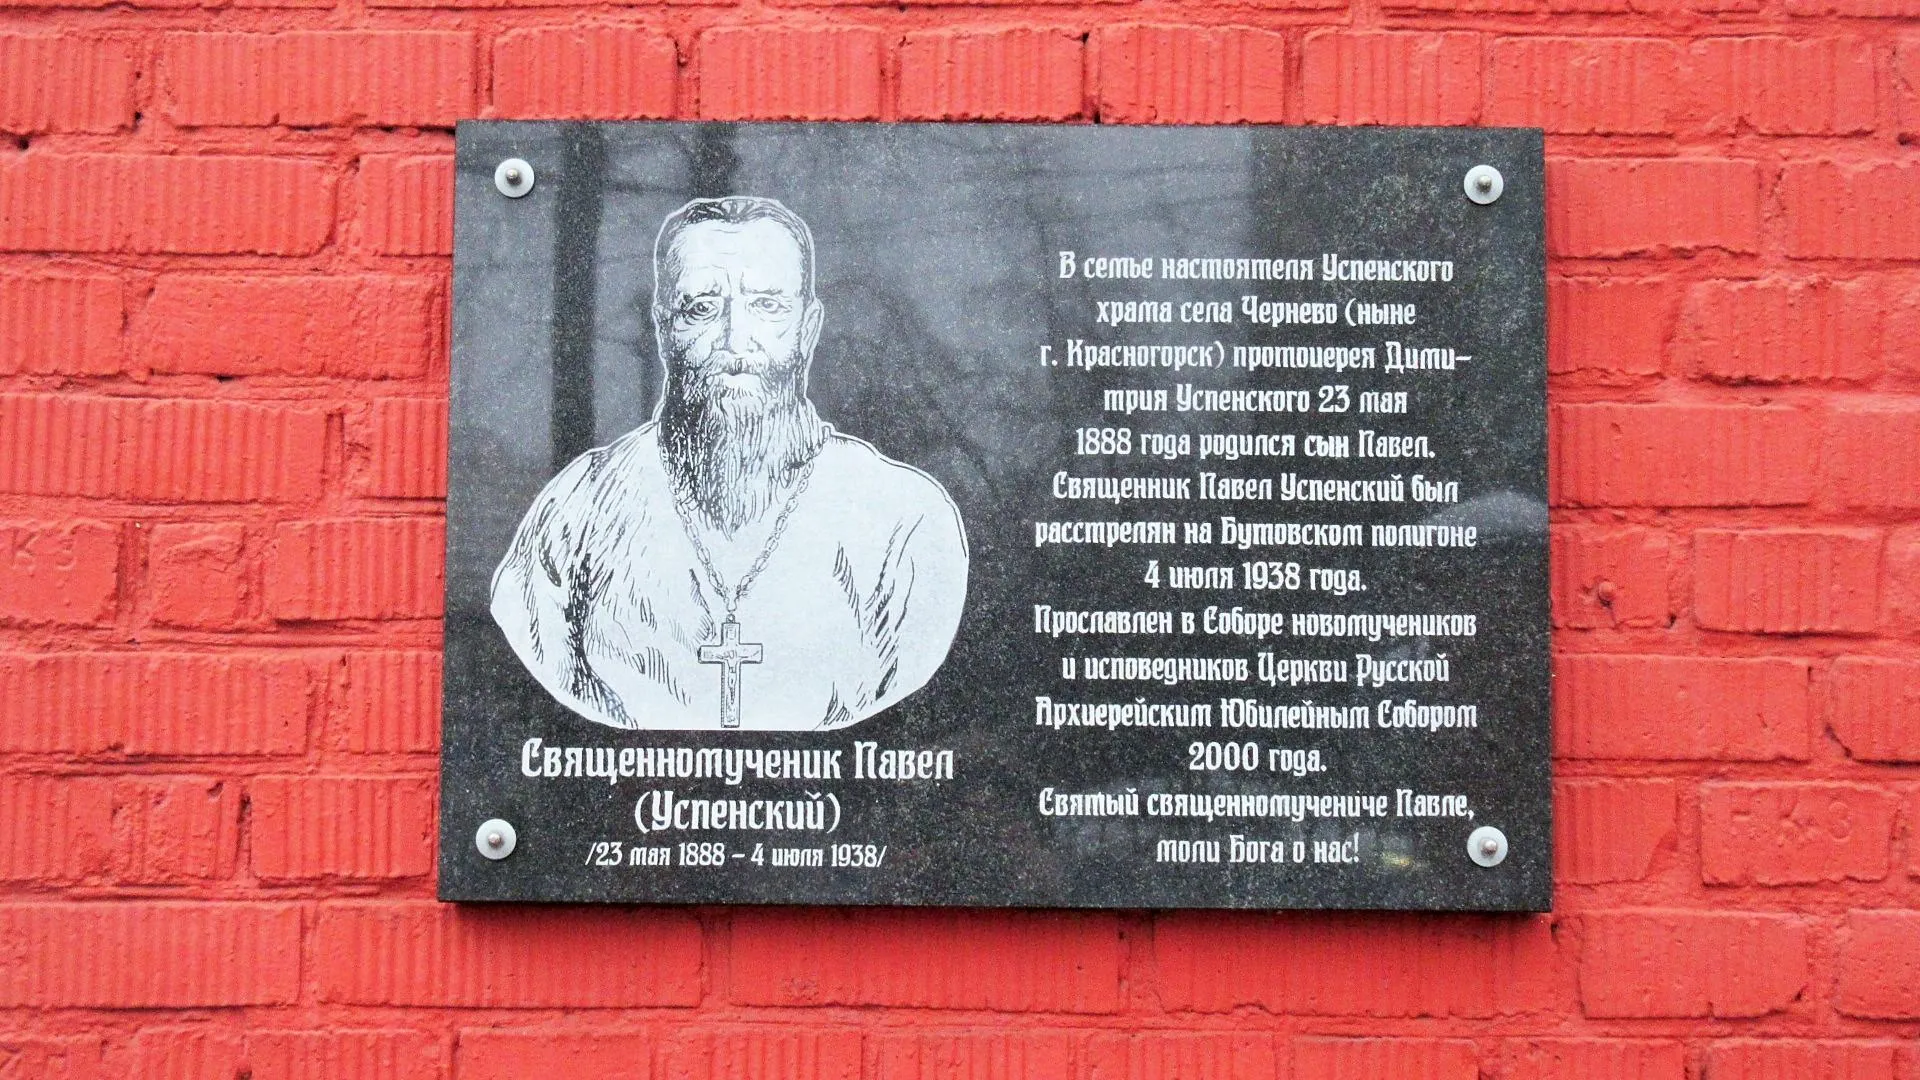 Священномученик Павел
(Успенский)
/23 мая 1888 – 4 июля 1938/
В семье настоятеля Успенского
храма села Чернево (ныне
г. Красногорск) протоиерея Дими-
трия Успенского 23 мая
1888 года родился сын Павел.
Священник Павел Успенский был
расстрелян на Бутовском полигоне
4 июля 1938 года.
Прославлен в Соборе новомучеников
и исповедников Церкви Русской
Архиерейским Юбилейным Собором
2000 года.
Святый священномучениче Павле,
моли Бога о нас!